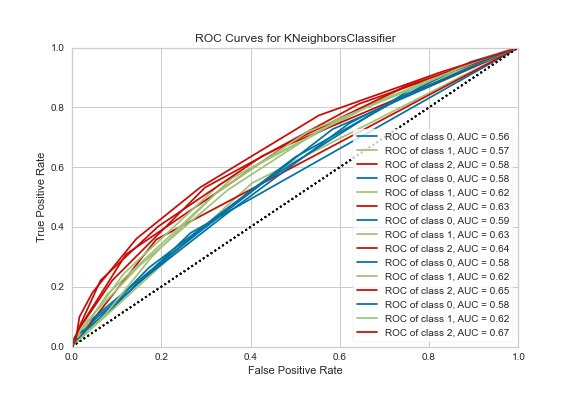 ROC Curves for KNeighborsClassifier
1.0
0.8
0.6
0.4
0.2
0.0
True Positive Rate
ROC of class 0, AUC = 0.56
ROC of class 1, AUC = 0.57
ROC of class 2, AUC = 0.58
ROC of class 0, AUC = 0.58
ROC of class 1, AUC = 0.62
ROC of class 2, AUC = 0.63
ROC of class 0, AUC = 0.59
ROC of class 1, AUC = 0.63
ROC of class 2, AUC = 0.64
ROC of class 0, AUC = 0.58
ROC of class 1, AUC = 0.62
ROC of class 2, AUC = 0.65
ROC of class 0, AUC = 0.58
ROC of class 1, AUC = 0.62
ROC of class 2, AUC = 0.67
0.0 0.2 0.4 0.6 0.8 1.0
False Positive Rate